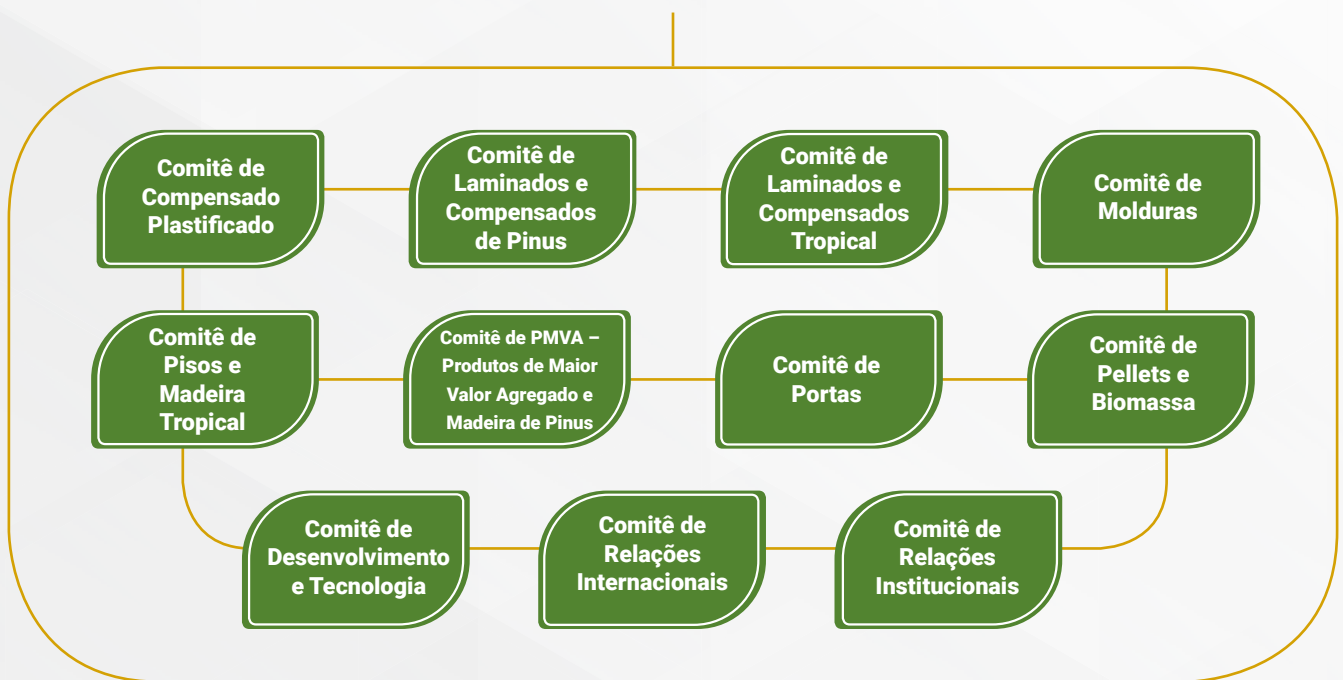 Comitê de
Compensado
Plastificado
Comitê de
Laminados e
Compensados
de Pinus
Comitê de
Laminados e
Compensados
Tropical
Comitê de
Molduras
Comitê de
Pisos e
Madeira
Tropical
Comitê de PMVA –
Produtos de Maior
Valor Agregado e
Madeira de Pinus
Comitê de
Portas
Comitê de
Pellets e
Biomassa
Comitê de
Desenvolvimento
e Tecnologia
Comitê de
Relações
Internacionais
Comitê de
Relações
Institucionais